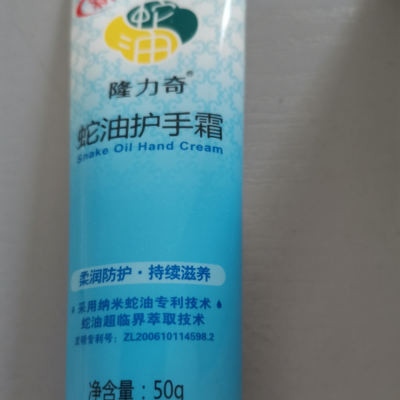 蛇
油
隆力奇®
蛇油护手霜
Snake Oil Hand Cream
柔润防护·持续滋养
采用纳米蛇油专利技术
蛇油超临界萃取技术
发明专利号：ZL200610114598.2
净含量：50g